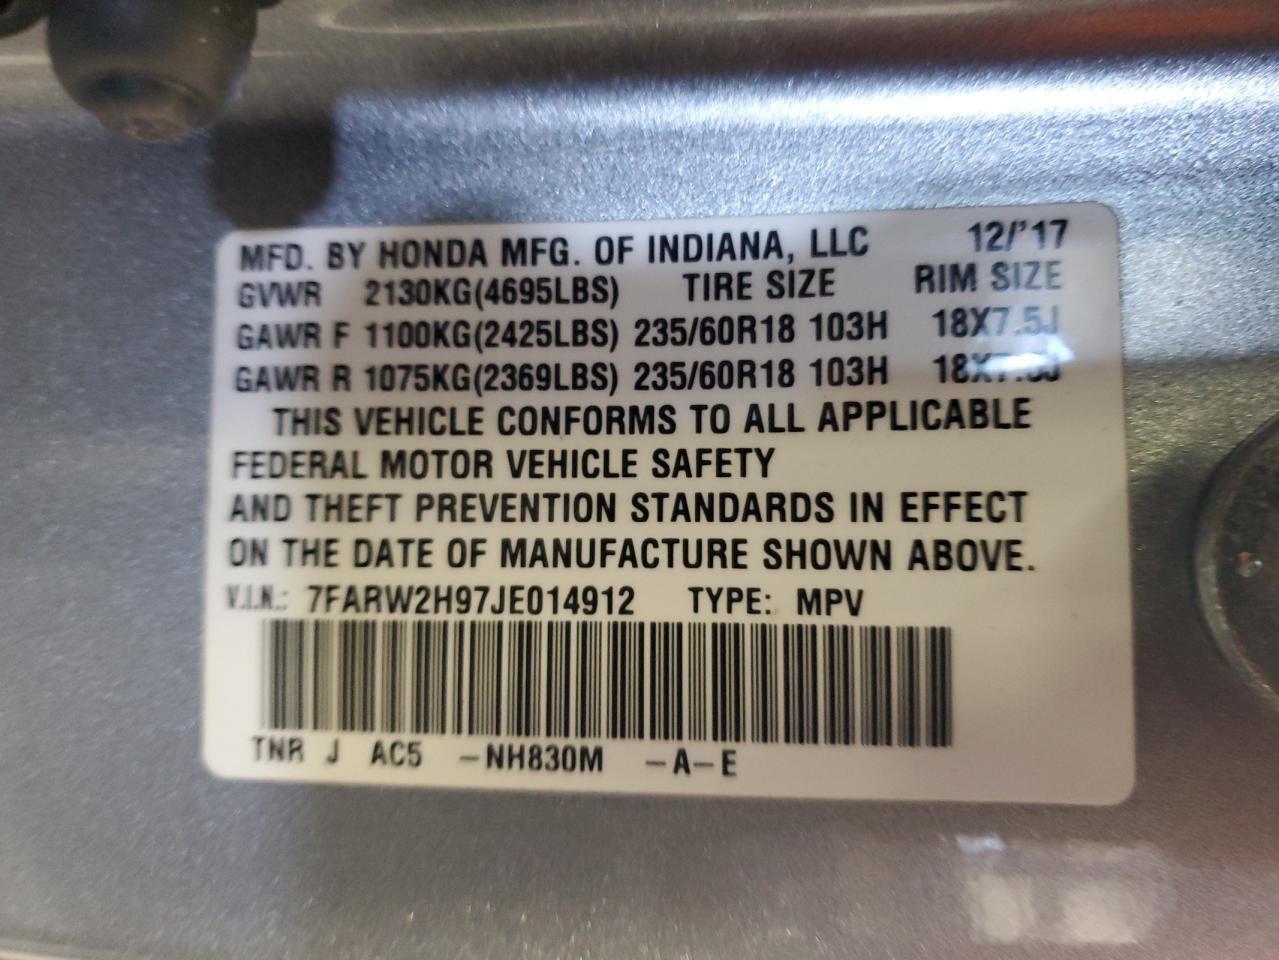 MFD. BY HONDA MFG. OF INDIANA, LLC 12/'17
GVWR 2130KG(4695LBS) TIRE SIZE RIM SIZE
GAWR F 1100KG(2425LBS) 235/60R18 103H 18X7.5J
GAWR R 1075KG(2369LBS) 235/60R18 103H 18X7.5J
THIS VEHICLE CONFORMS TO ALL APPLICABLE
FEDERAL MOTOR VEHICLE SAFETY
AND THEFT PREVENTION STANDARDS IN EFFECT
ON THE DATE OF MANUFACTURE SHOWN ABOVE.
V.I.N.: 7FARW2H97JE014912 TYPE: MPV
TNR J AC5 -NH830M -A-E